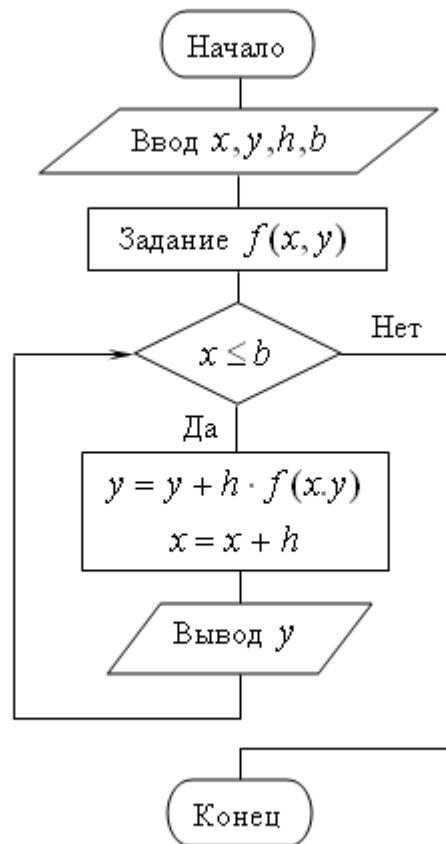 Начало
Ввод x, y, h, b
Задание f(x, y)
x ≤ b
Нет
Да
y = y + h · f(x.y)
x = x + h
Вывод y
Конец